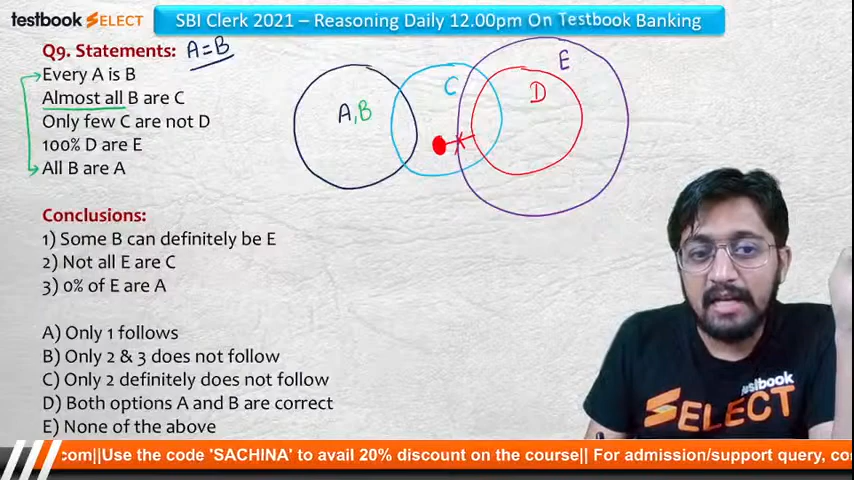 testbook SELECT
SBI Clerk 2021 – Reasoning Daily 12.00pm On Testbook Banking
Q9. Statements: A=B
Every A is B
Almost all B are C
Only few C are not D
100% D are E
All B are A
A,B
C
D
E
Conclusions:
1) Some B can definitely be E
2) Not all E are C
3) 0% of E are A
A) Only 1 follows
B) Only 2 & 3 does not follow
C) Only 2 definitely does not follow
D) Both options A and B are correct
E) None of the above
testbook
SELECT
com||Use the code 'SACHINA' to avail 20% discount on the course|| For admission/support query, co